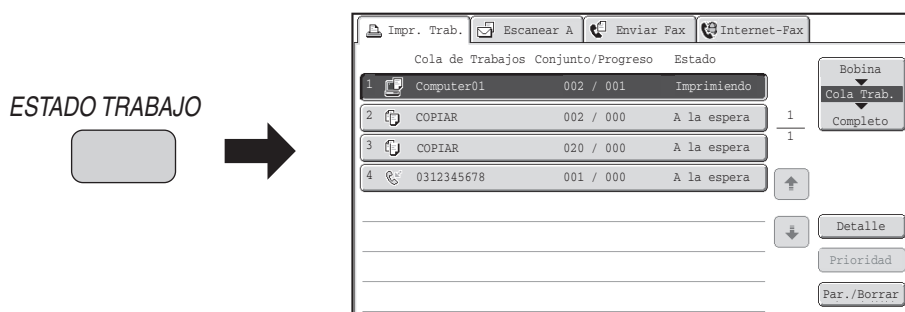 ESTADO TRABAJO
Impr. Trab. Escanear A Enviar Fax Internet-Fax
Cola de Trabajos Conjunto/Progreso Estado
1 Computer01 002 / 001 Imprimiendo
2 COPIAR 002 / 000 A la espera
3 COPIAR 020 / 000 A la espera
4 0312345678 001 / 000 A la espera
1
1
Bobina
Cola Trab.
Completo
Detalle
Prioridad
Par./Borrar